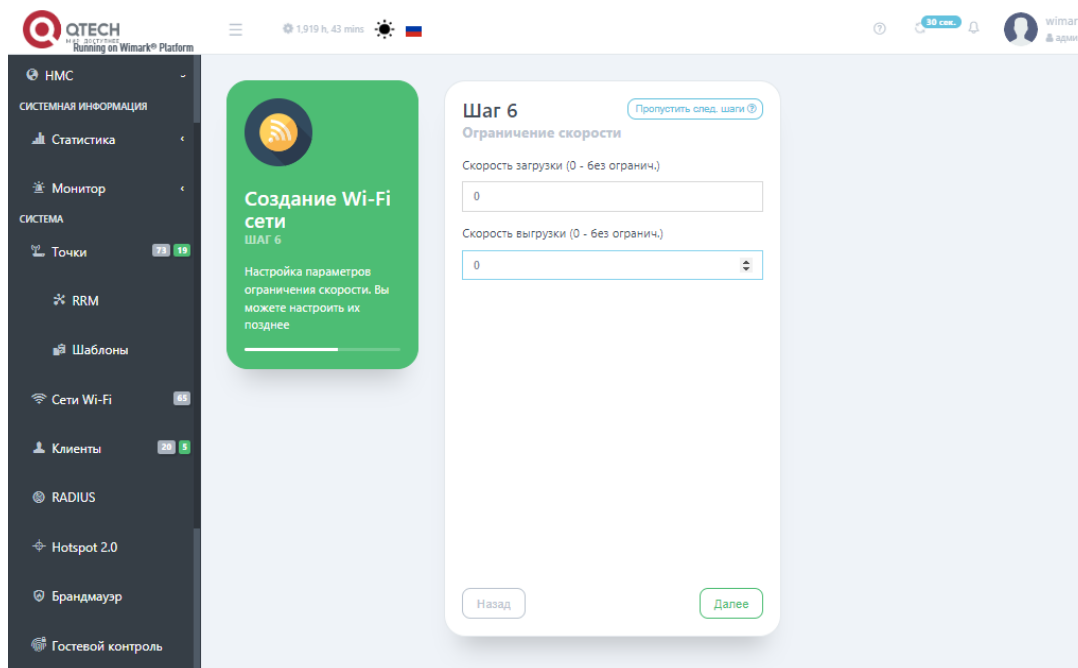 QTECH
МИР ДОСТУПНЕЕ
Running on Wimark® Platform
1,919 h, 43 mins
30 сек.
wimar
адми
НМС
СИСТЕМНАЯ ИНФОРМАЦИЯ
Статистика
Монитор
СИСТЕМА
Точки 73 19
RRM
Шаблоны
Сети Wi-Fi 65
Клиенты 20 5
RADIUS
Hotspot 2.0
Брандмауэр
Гостевой контроль
Создание Wi-Fi
сети
ШАГ 6
Настройка параметров
ограничения скорости. Вы
можете настроить их
позднее
Шаг 6
Пропустить след. шаги
Ограничение скорости
Скорость загрузки (0 - без огранич.)
0
Скорость выгрузки (0 - без огранич.)
0
Назад
Далее